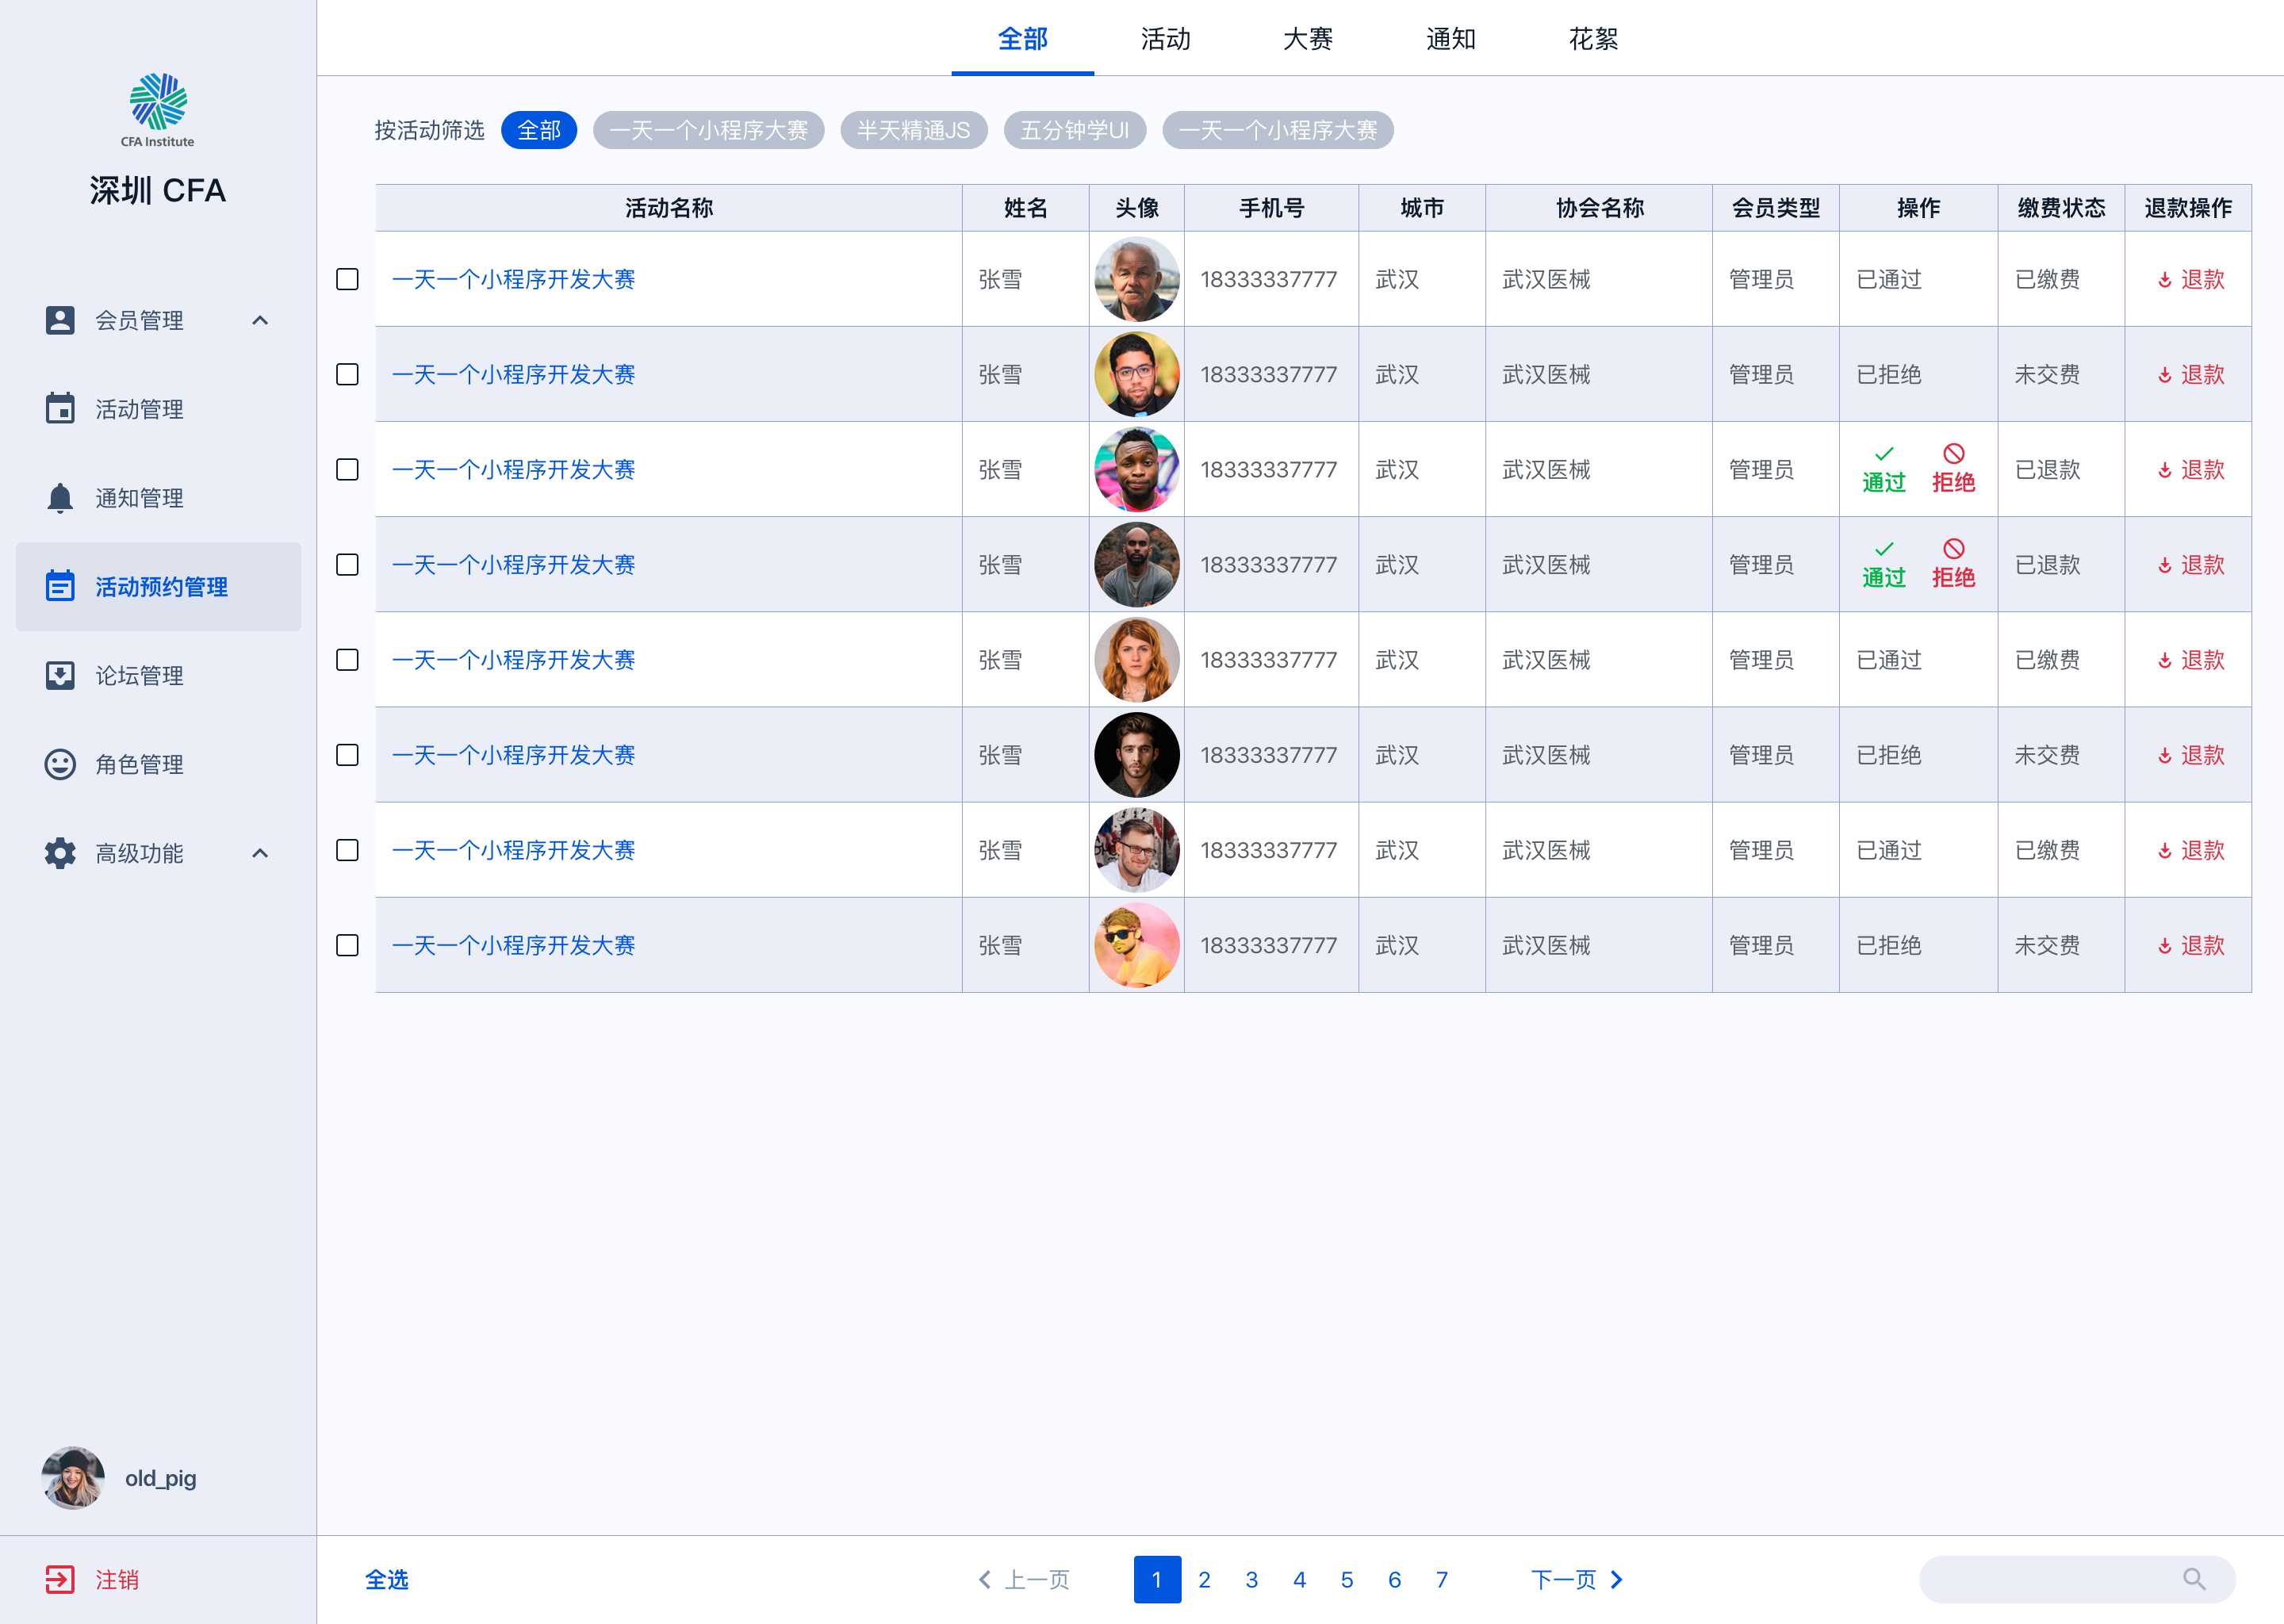 CFA Institute
深圳 CFA
会员管理
活动管理
通知管理
活动预约管理
论坛管理
角色管理
高级功能
old_pig
注销
全部 活动 大赛 通知 花絮
按活动筛选 全部 一天一个小程序大赛 半天精通JS 五分钟学UI 一天一个小程序大赛
活动名称 姓名 头像 手机号 城市 协会名称 会员类型 操作 缴费状态 退款操作
一天一个小程序开发大赛 张雪 18333337777 武汉 武汉医械 管理员 已通过 已缴费 退款
一天一个小程序开发大赛 张雪 18333337777 武汉 武汉医械 管理员 已拒绝 未交费 退款
一天一个小程序开发大赛 张雪 18333337777 武汉 武汉医械 管理员 通过 拒绝 已退款 退款
一天一个小程序开发大赛 张雪 18333337777 武汉 武汉医械 管理员 通过 拒绝 已退款 退款
一天一个小程序开发大赛 张雪 18333337777 武汉 武汉医械 管理员 已通过 已缴费 退款
一天一个小程序开发大赛 张雪 18333337777 武汉 武汉医械 管理员 已拒绝 未交费 退款
一天一个小程序开发大赛 张雪 18333337777 武汉 武汉医械 管理员 已通过 已缴费 退款
一天一个小程序开发大赛 张雪 18333337777 武汉 武汉医械 管理员 已拒绝 未交费 退款
全选 上一页 1 2 3 4 5 6 7 下一页